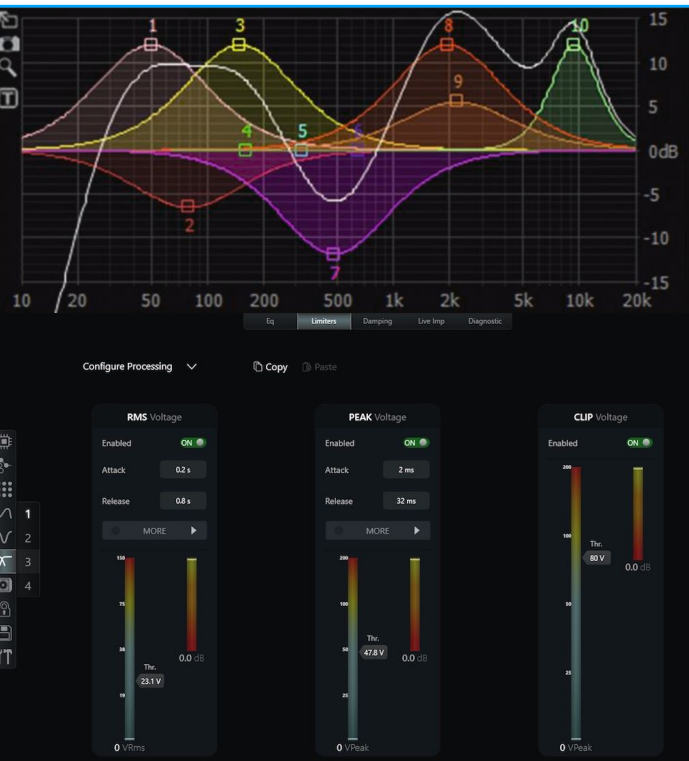 1 3 8 10
15
10
9
5
4 5 6
0dB
-5
2
-10
7
-15
10 20 50 100 200 500 1k 2k 5k 10k 20k
T
Eq Limiters Damping Live Imp Diagnostic
Configure Processing Copy Paste
RMS Voltage
Enabled ON
Attack 0.2 s
Release 0.8 s
MORE
150
75
38
Thr.
23.1 V
19
0 VRms
0.0 dB
PEAK Voltage
Enabled ON
Attack 2 ms
Release 32 ms
MORE
200
100
50
Thr.
47.8 V
25
0 VPeak
0.0 dB
CLIP Voltage
Enabled ON
200
100
Thr.
80 V
50
25
0 VPeak
0.0 dB
1
2
3
4